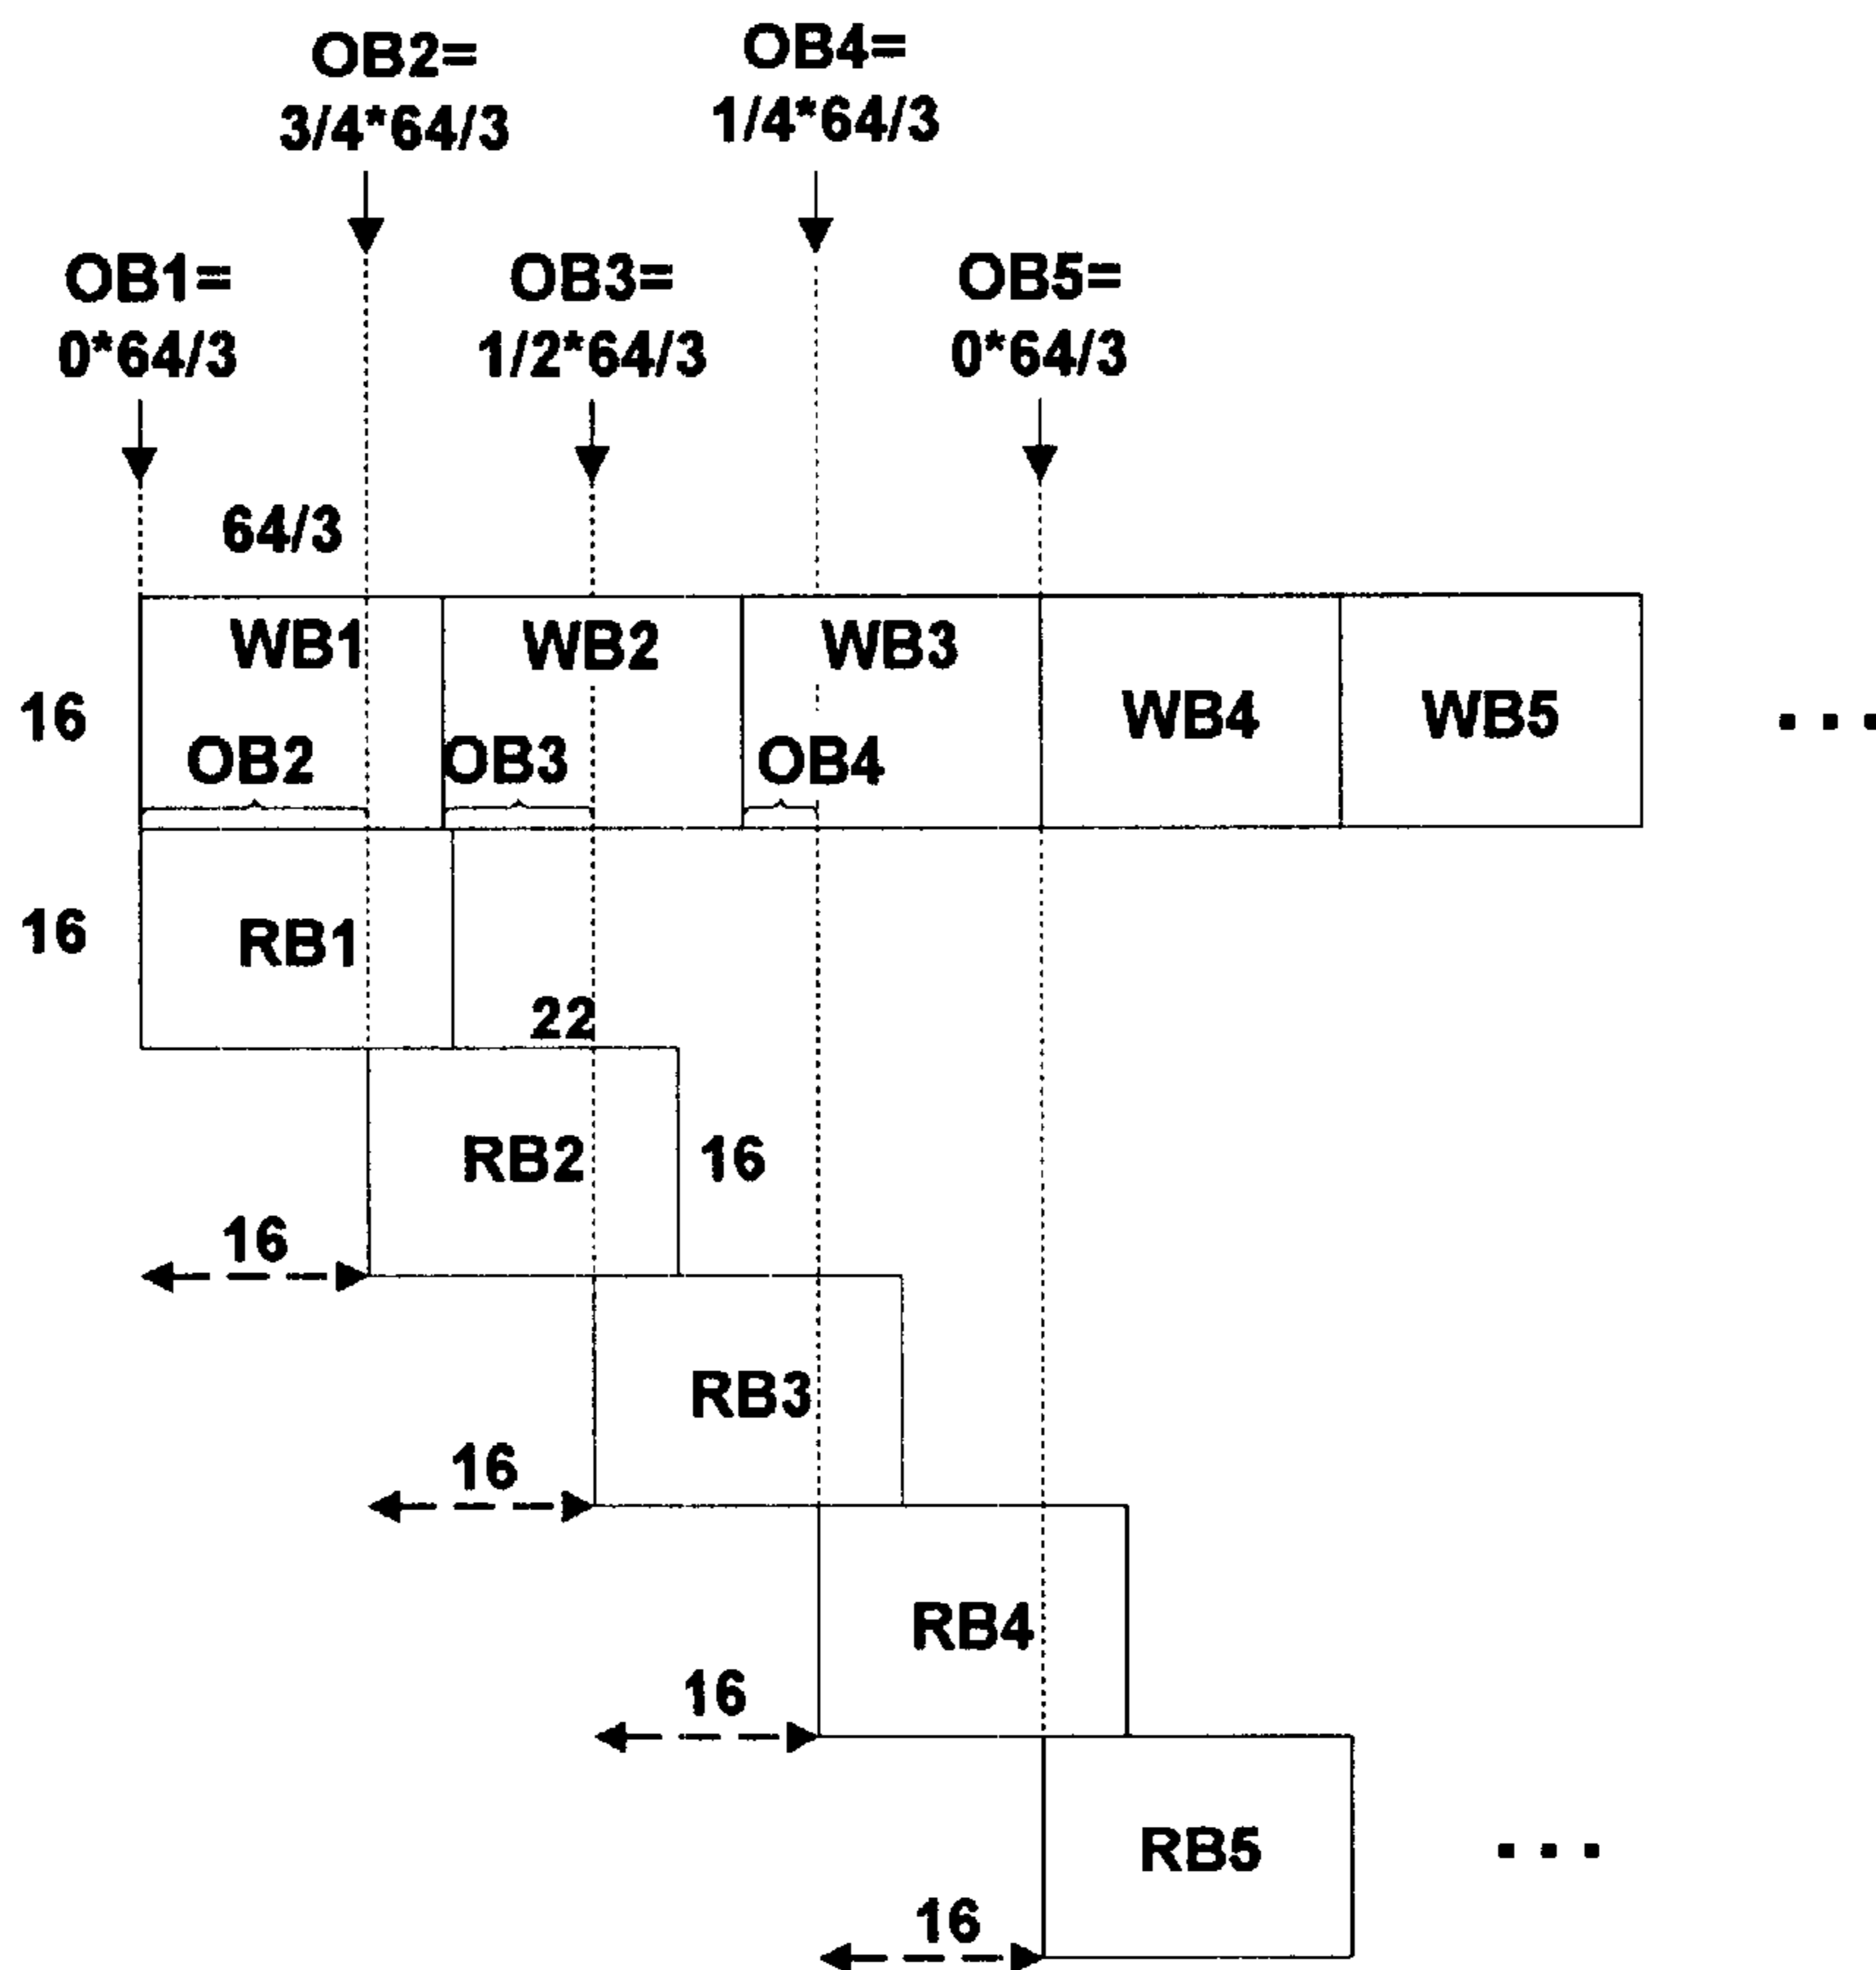 OB2=
3/4*64/3
OB4=
1/4*64/3
OB1=
0*64/3
OB3=
1/2*64/3
OB5=
0*64/3
64/3
WB1
WB2
WB3
16
WB4
WB5
...
OB2
OB3
OB4
16
RB1
22
RB2
16
16
RB3
16
RB4
16
RB5
...
16